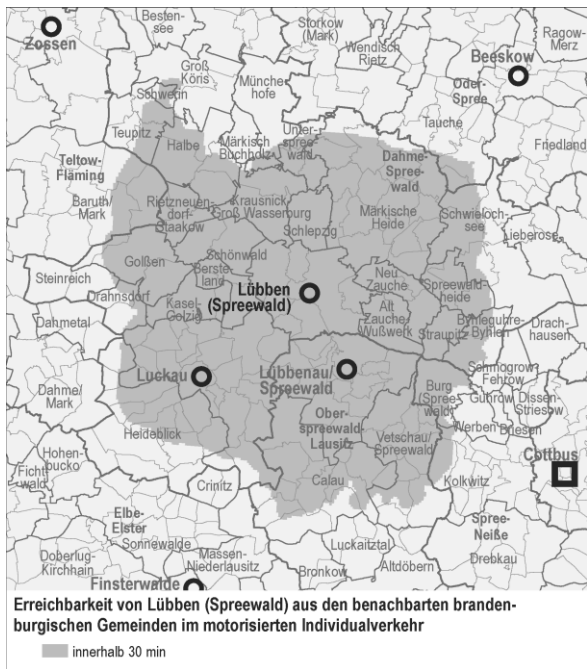 Zossen
Besten-
see
Storkow
(Mark)
Wendisch
Rietz
Beeskow
Ragow-
Merz
Groß
Köris
Münche
hofe
Schwerin
Oder-
Spree
Teupitz
Halbe
Märkisch
Buchholz
Unter-
spree-
wald
Tauche
Friedland
Teltow-
Fläming
Dahme-
Spree
wald
Baruth/
Mark
Rietzneuen-
dorf-
Staakow
Krausnick
Groß Wasserburg
Schlepzig
Märkische
Heide
Schwieloch-
see
Lieberose
Golßen
Schönwald
Steinreich
Berste-
land
Lübben
(Spreewald)
Neu
Zauche
Spreewald-
heide
Drahnsdorf
Kasel-
Golzig
Alt
Zauche-
Wußwerk
Byhleguhre-
Byhlen
Straupitz
Drach-
hausen
Dahmetal
Luckau
Lübbenau/
Spreewald
Schmogrow-
Fehrow
Burg
(Spree-
wald)
Guhrow
Dissen-
Striesow
Dahme/
Mark
Heideblick
Ober-
spreewald-
Lausitz
Vetschau/
Spreewald
Werben
Briesen
Cottbus
Hohen-
bucko
Ficht-
wald
Crinitz
Calau
Kolkwitz
Elbe-
Elster
Sonnewalde
Luckaitztal
Spree-
Neiße
Doberlug-
Kirchhain
Massen-
Niederlausitz
Bronkow
Altdöbern
Drebkau
Finsterwalde
Erreichbarkeit von Lübben (Spreewald) aus den benachbarten branden-
burgischen Gemeinden im motorisierten Individualverkehr
innerhalb 30 min